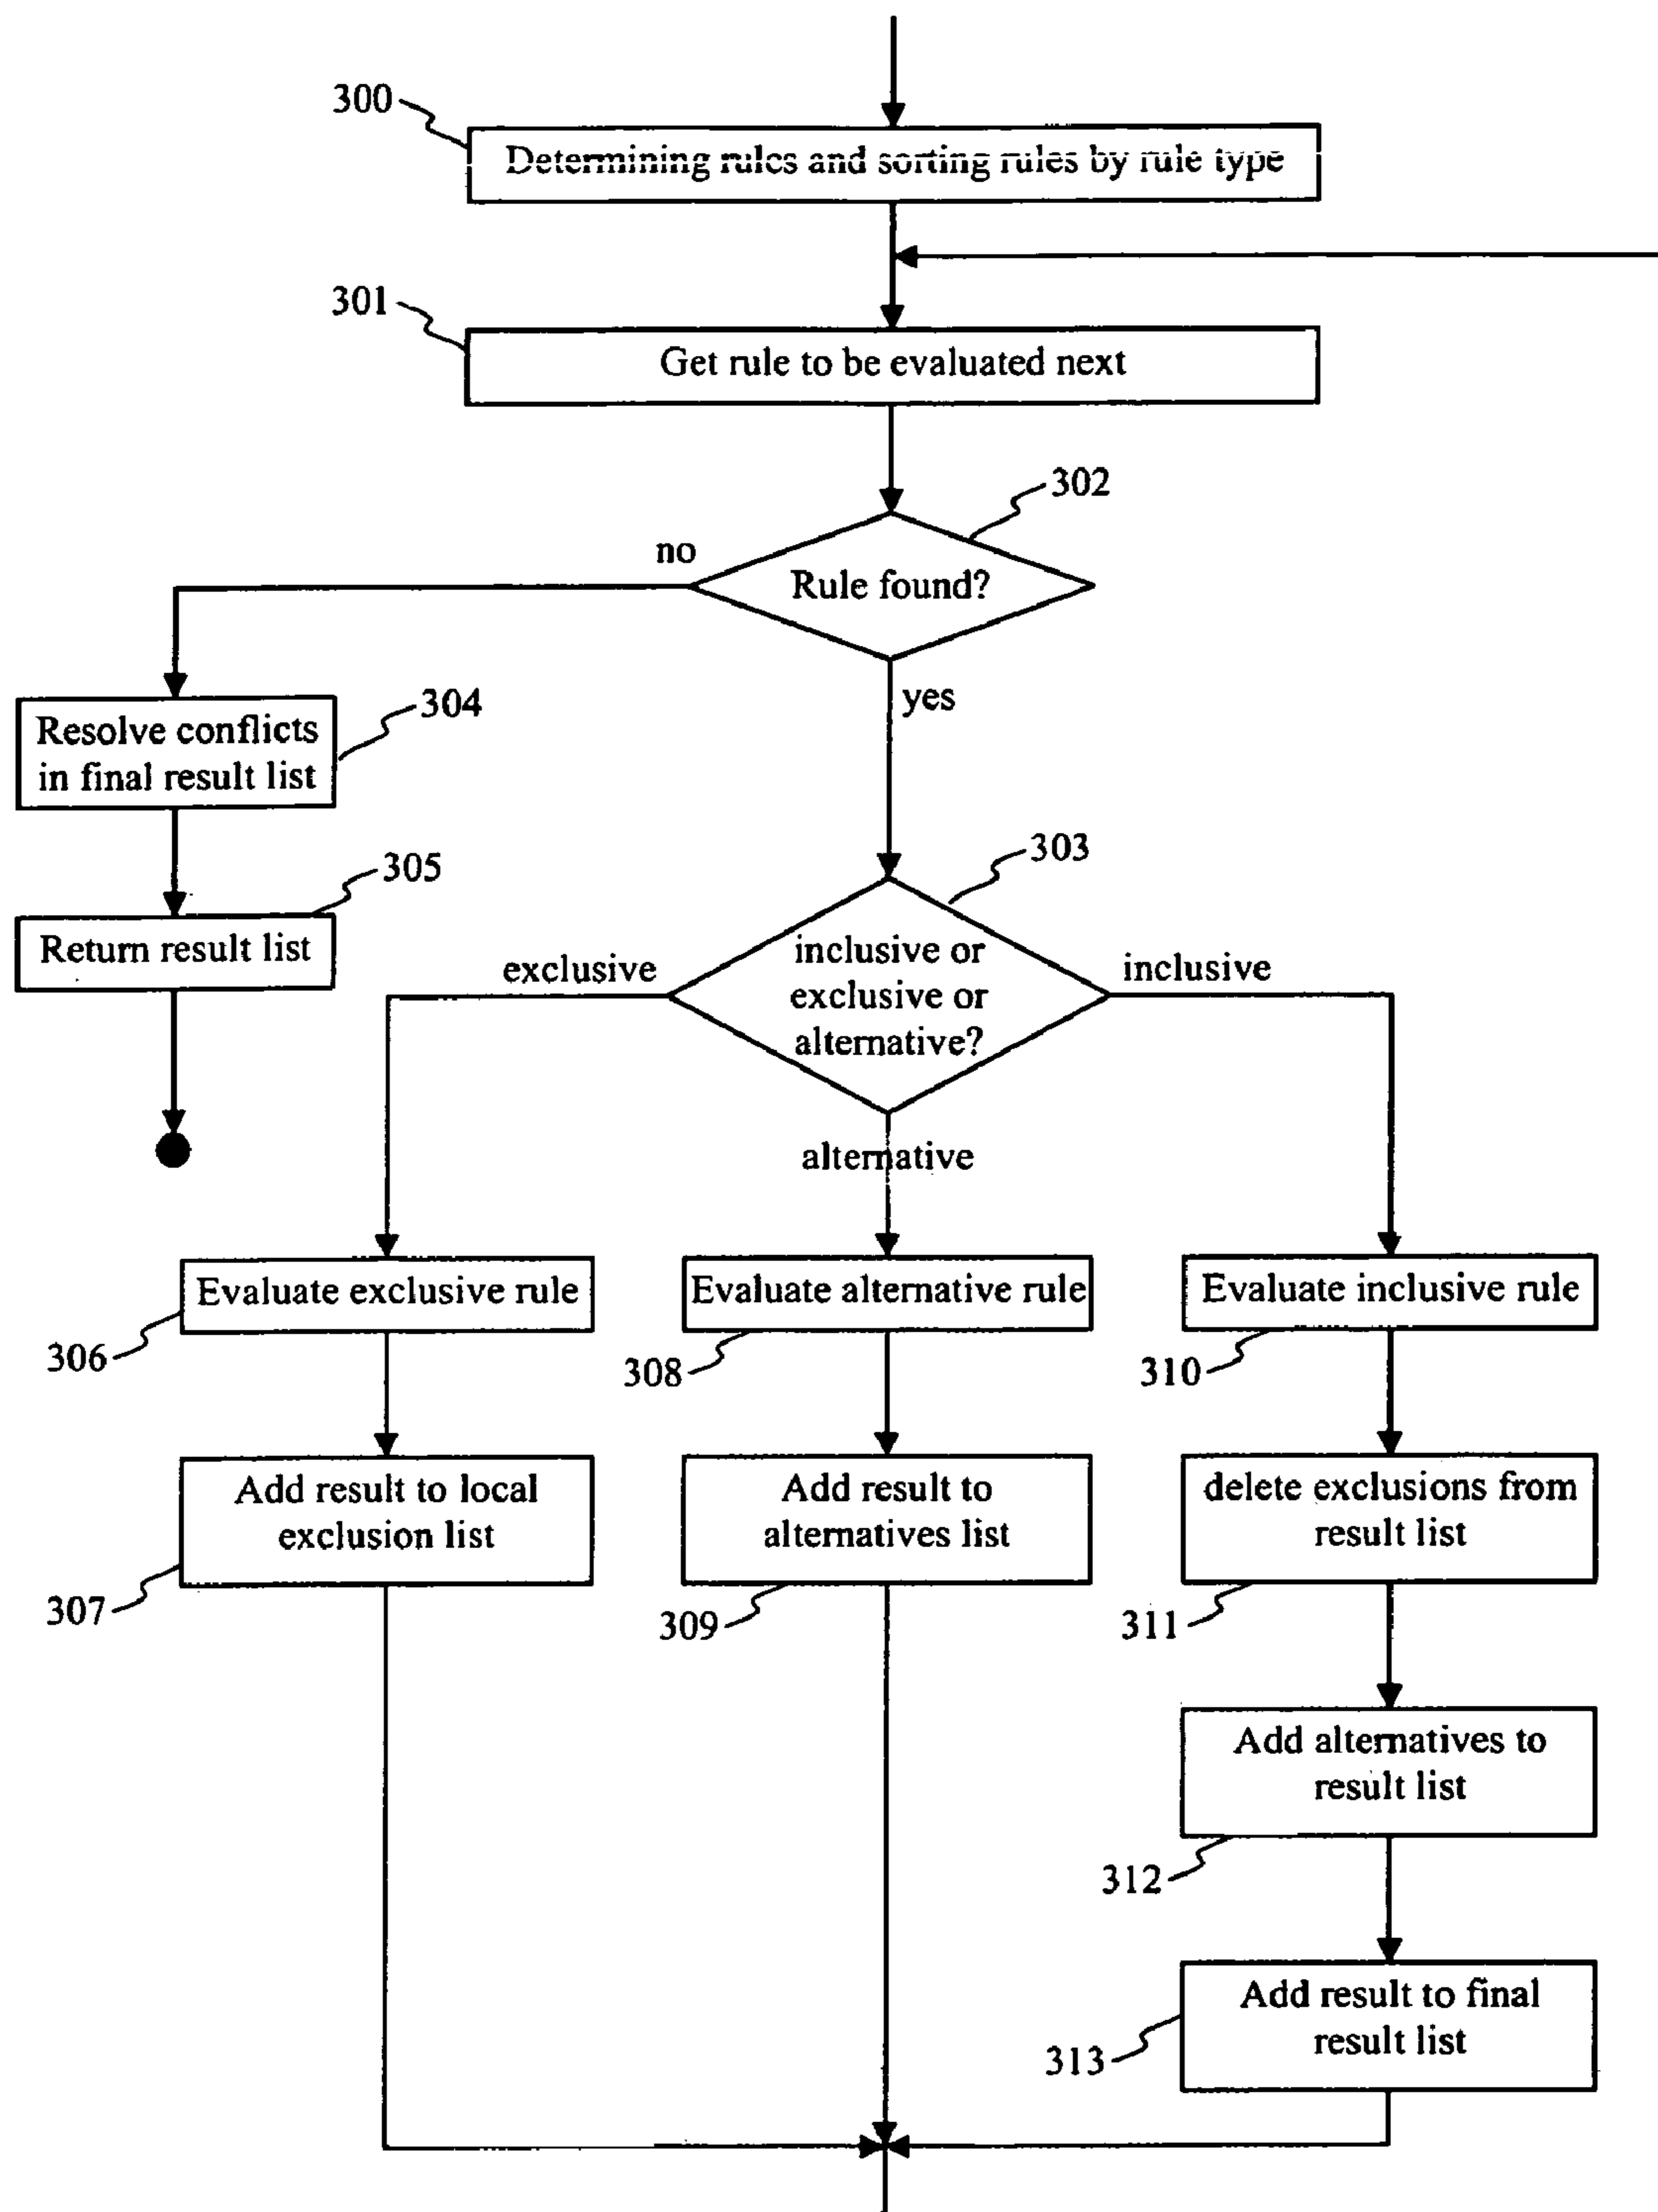 300
Determining rules and sorting rules by rule type
301
Get rule to be evaluated next
302
no
Rule found?
yes
304
Resolve conflicts
in final result list
303
305
Return result list
exclusive
inclusive or
exclusive or
alternative?
inclusive
alternative
Evaluate exclusive rule
Evaluate alternative rule
Evaluate inclusive rule
306
308
310
Add result to local
exclusion list
Add result to
alternatives list
delete exclusions from
result list
307
309
311
Add alternatives to
result list
312
Add result to final
result list
313